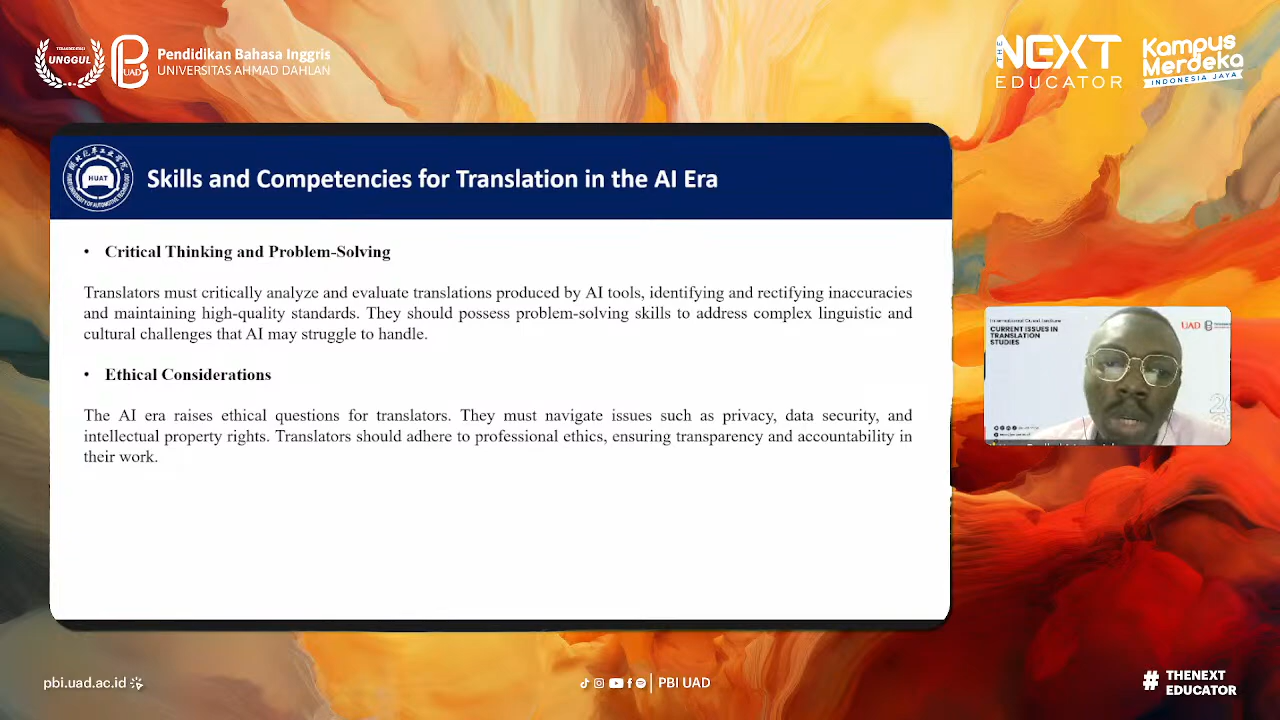 UNGGUL
UAD
Pendidikan Bahasa Inggris
UNIVERSITAS AHMAD DAHLAN
THE NEXT
EDUCATOR
Kampus
Merdeka
INDONESIA JAYA
HUAT
Skills and Competencies for Translation in the AI Era
• Critical Thinking and Problem-Solving
Translators must critically analyze and evaluate translations produced by AI tools, identifying and rectifying inaccuracies
and maintaining high-quality standards. They should possess problem-solving skills to address complex linguistic and
cultural challenges that AI may struggle to handle.
• Ethical Considerations
The AI era raises ethical questions for translators. They must navigate issues such as privacy, data security, and
intellectual property rights. Translators should adhere to professional ethics, ensuring transparency and accountability in
their work.
International Guest Lecture
CURRENT ISSUES IN
TRANSLATION
STUDIES
UAD
pbi.uad.ac.id
PBI UAD
# THENEXT
EDUCATOR